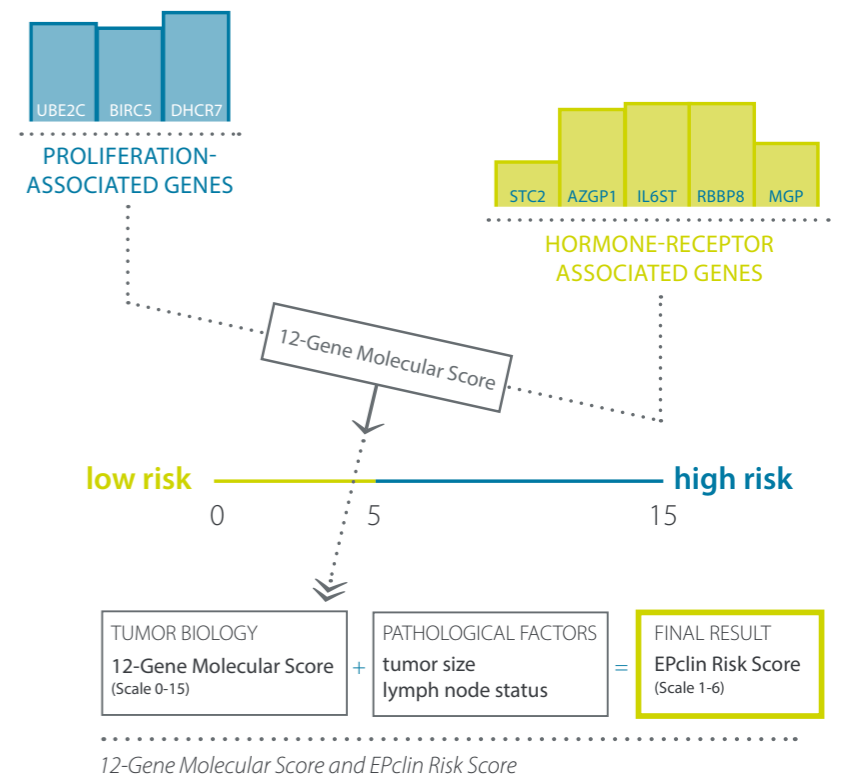 UBE2C BIRC5 DHCR7
PROLIFERATION-
ASSOCIATED GENES
STC2 AZGP1 IL6ST RBBP8 MGP
HORMONE-RECEPTOR
ASSOCIATED GENES
12-Gene Molecular Score
low risk
high risk
0 5 15
TUMOR BIOLOGY
12-Gene Molecular Score
(Scale 0-15)
+
PATHOLOGICAL FACTORS
tumor size
lymph node status
=
FINAL RESULT
EPclin Risk Score
(Scale 1-6)
12-Gene Molecular Score and EPclin Risk Score